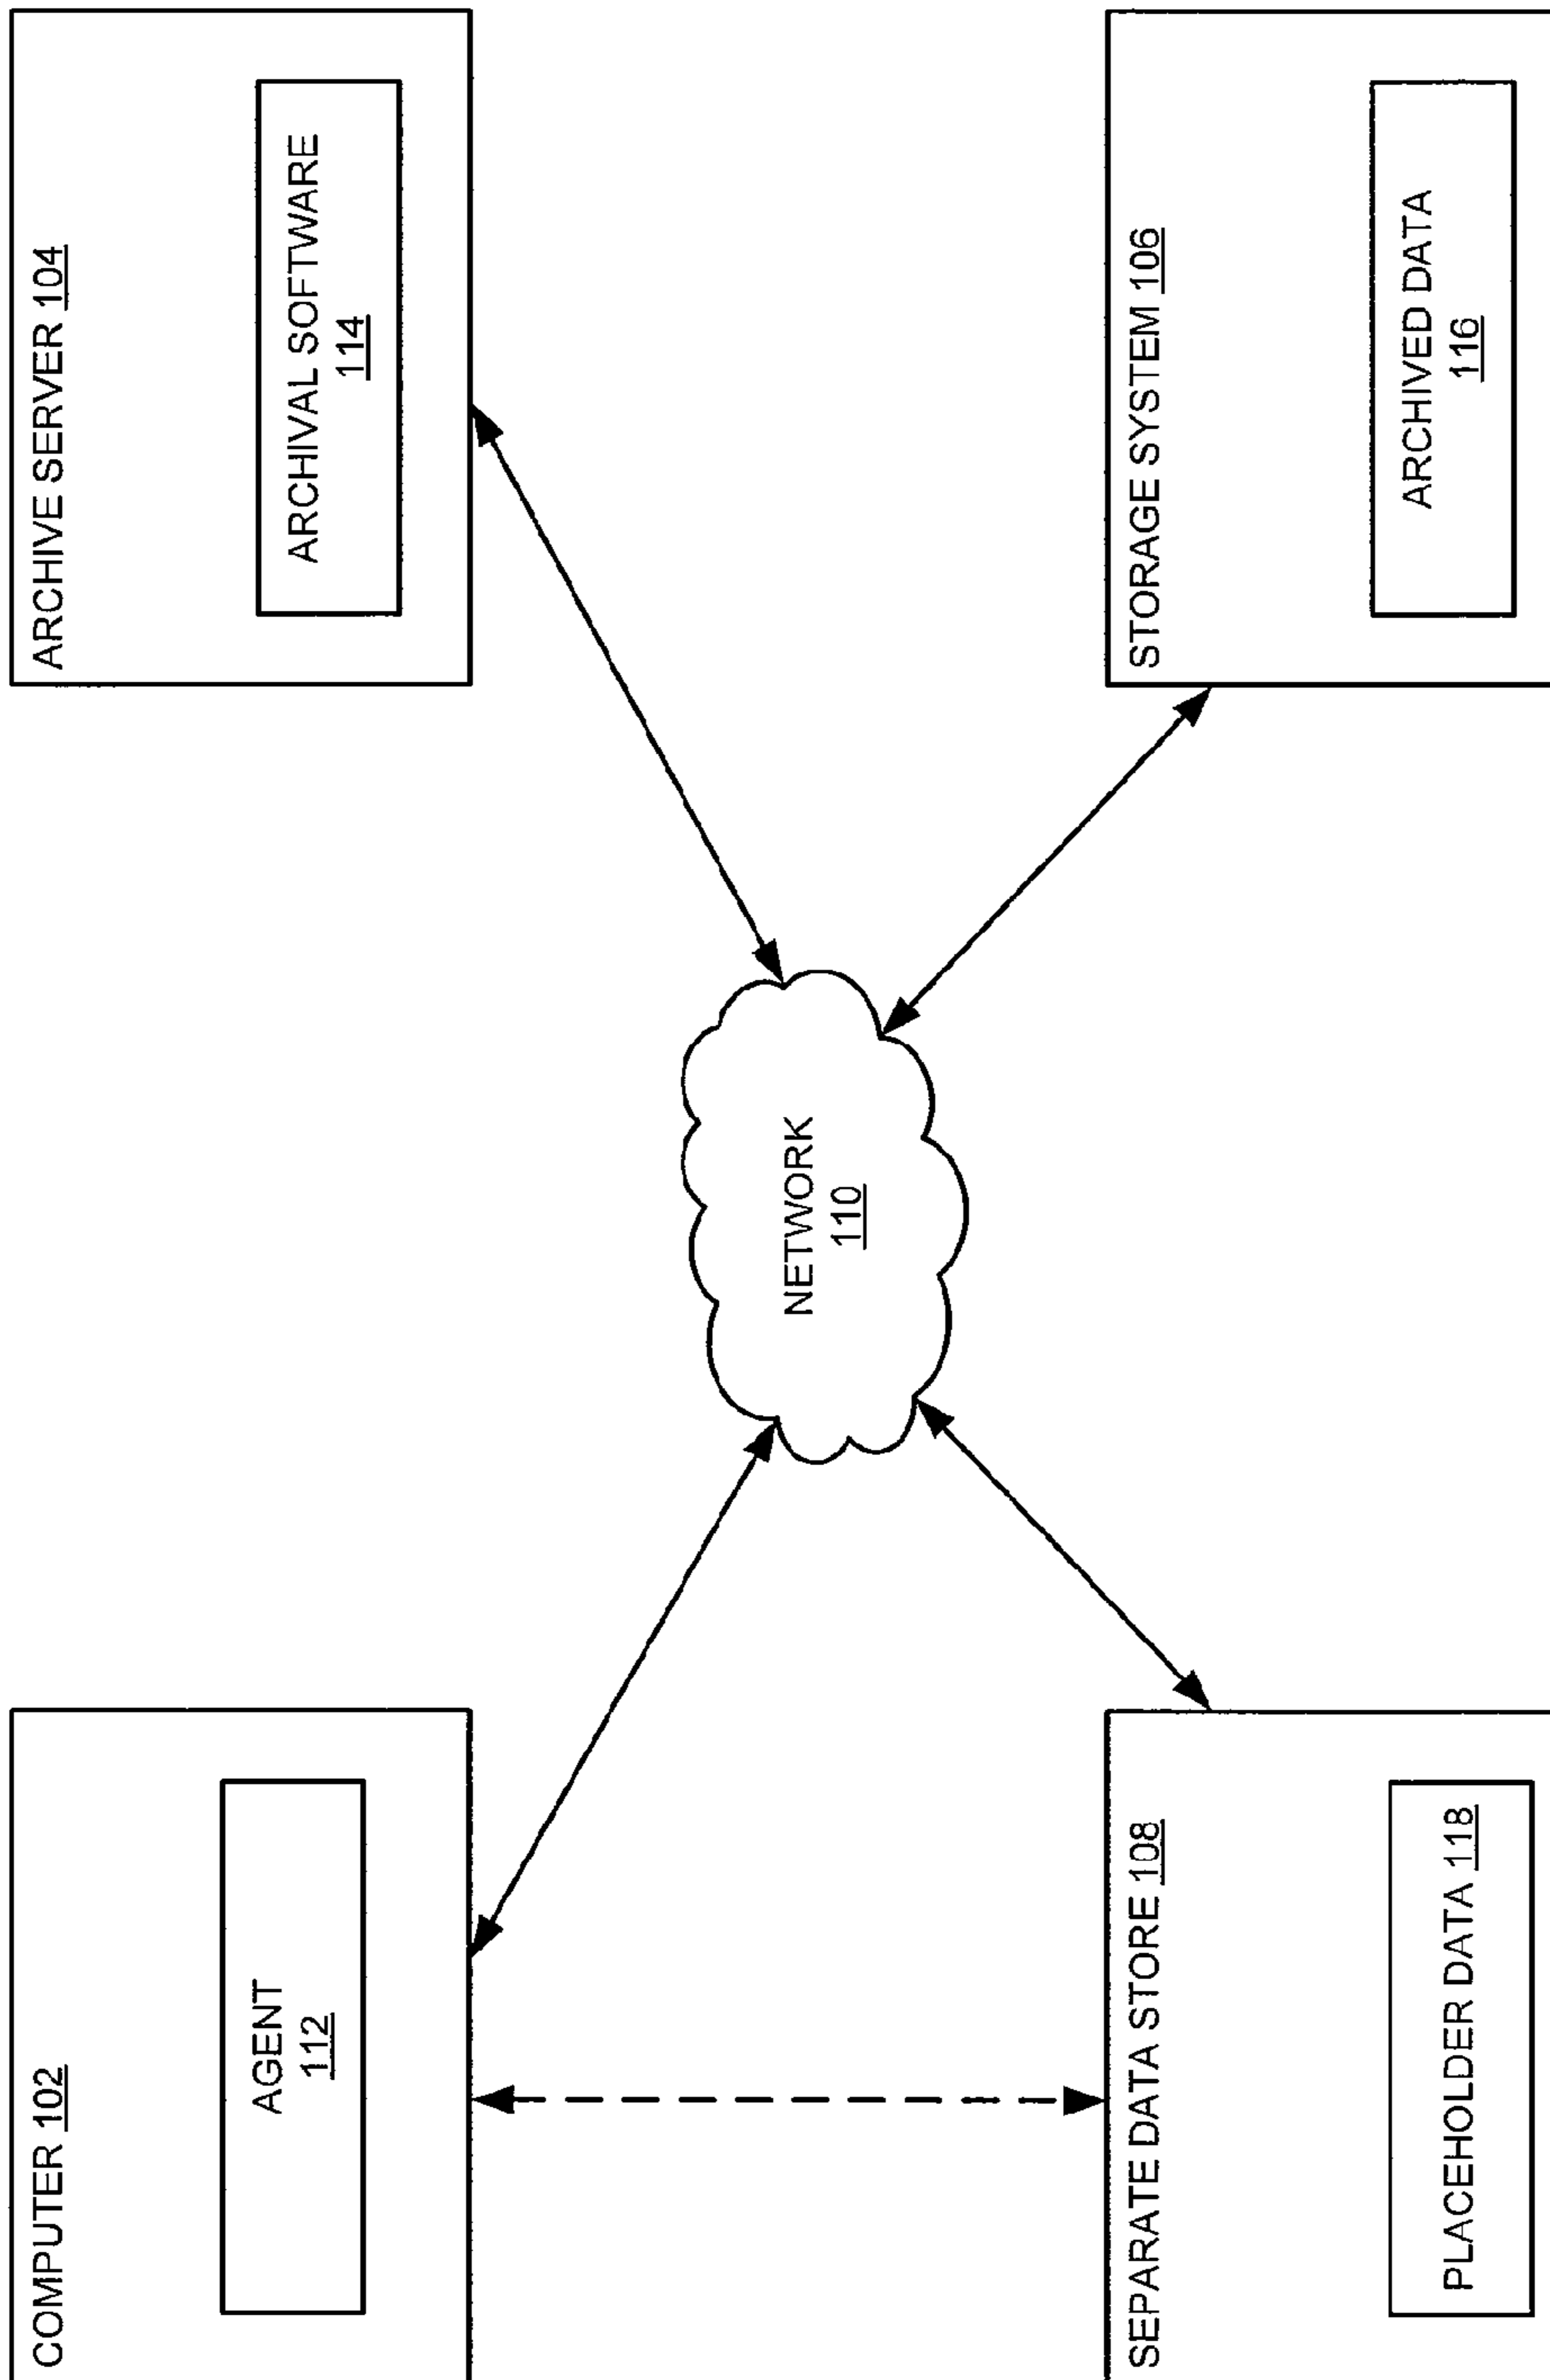 COMPUTER 102
AGENT
112
ARCHIVE SERVER 104
ARCHIVAL SOFTWARE
114
NETWORK
110
SEPARATE DATA STORE 108
PLACEHOLDER DATA 118
STORAGE SYSTEM 106
ARCHIVED DATA
116